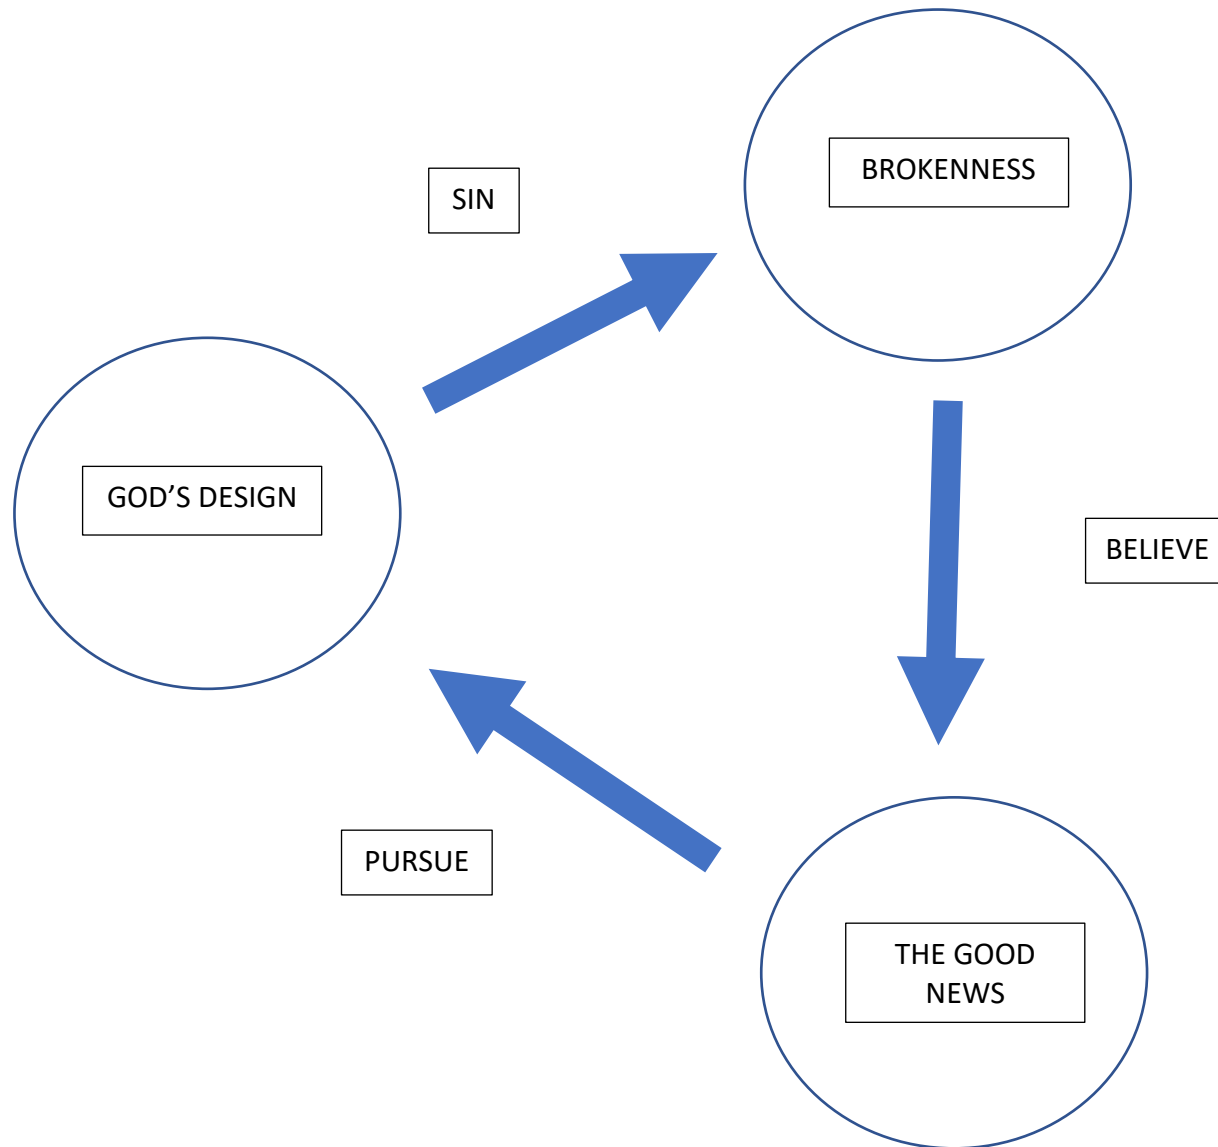 BROKENNESS
SIN
GOD’S DESIGN
BELIEVE
PURSUE
THE GOOD
NEWS